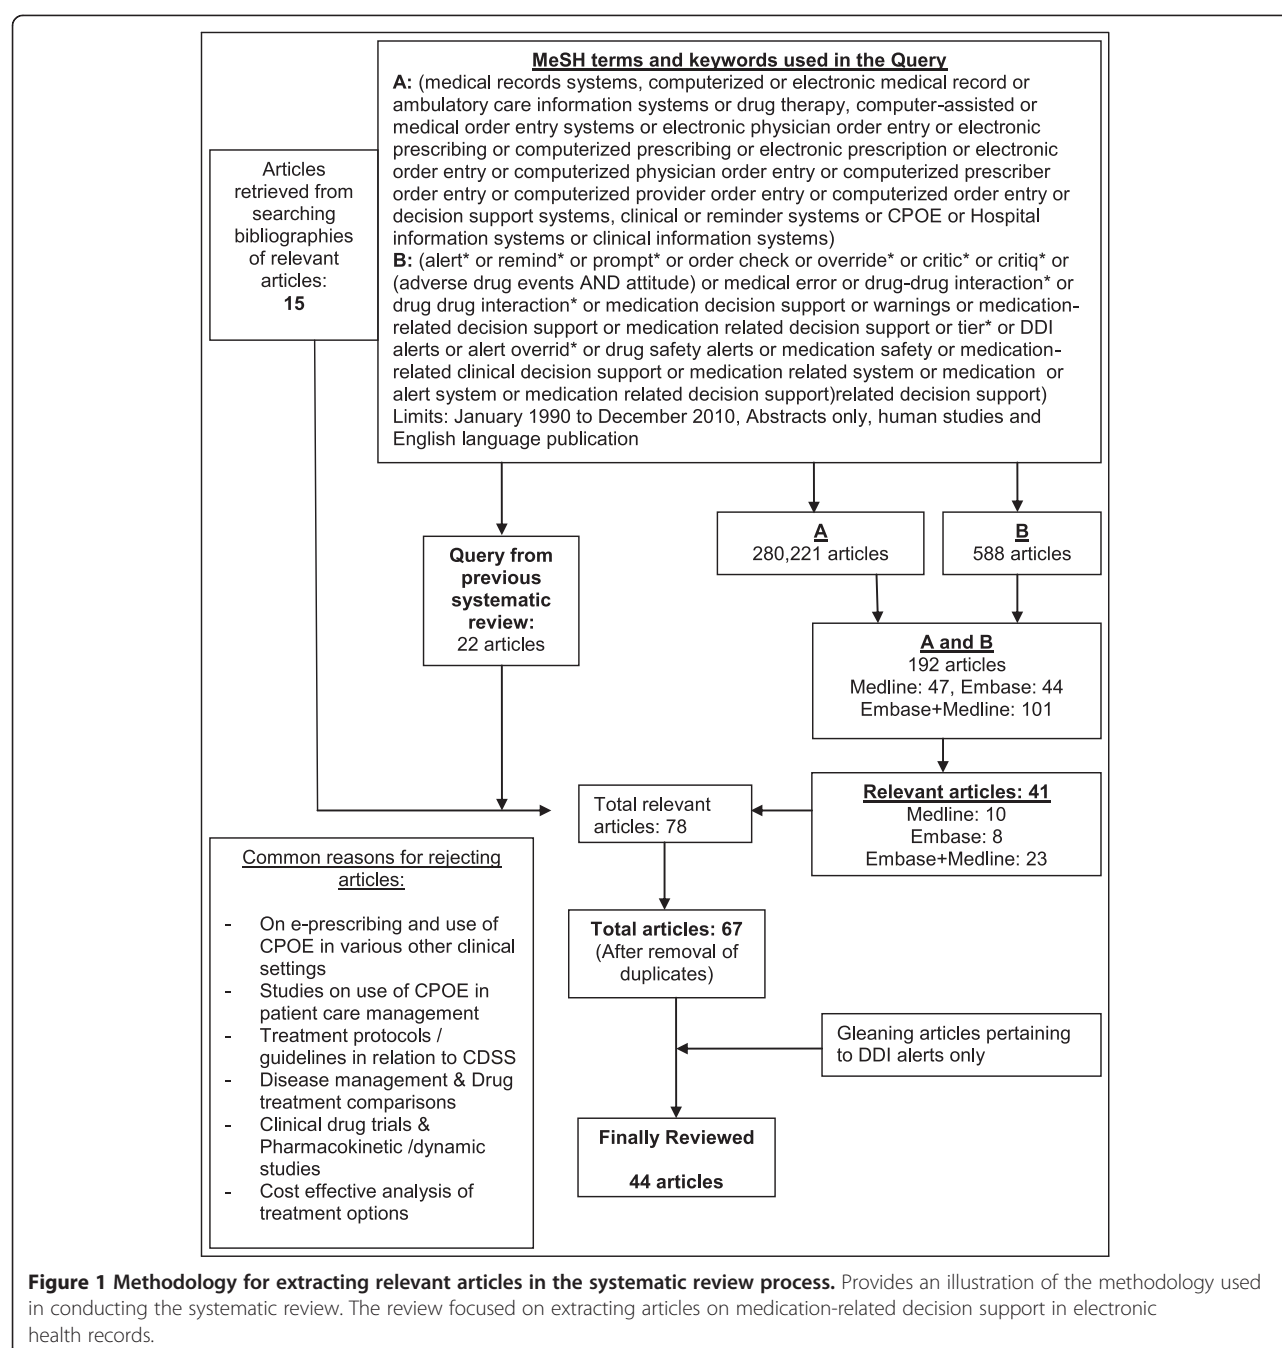 MeSH terms and keywords used in the Query
A: (medical records systems, computerized or electronic medical record or
ambulatory care information systems or drug therapy, computer-assisted or
medical order entry systems or electronic physician order entry or electronic
prescribing or computerized prescribing or electronic prescription or electronic
order entry or computerized physician order entry or computerized prescriber
order entry or computerized provider order entry or computerized order entry or
decision support systems, clinical or reminder systems or CPOE or Hospital
information systems or clinical information systems)
B: (alert* or remind* or prompt* or order check or override* or critic* or critiq* or
(adverse drug events AND attitude) or medical error or drug-drug interaction* or
drug drug interaction* or medication decision support or warnings or medication-
related decision support or medication related decision support or tier* or DDI
alerts or alert overrid* or drug safety alerts or medication safety or medication-
related clinical decision support or medication related system or medication or
alert system or medication related decision support)related decision support)
Limits: January 1990 to December 2010, Abstracts only, human studies and
English language publication
Articles
retrieved from
searching
bibliographies
of relevant
articles:
15
Query from
previous
systematic
review:
22 articles
A
280,221 articles
B
588 articles
A and B
192 articles
Medline: 47, Embase: 44
Embase+Medline: 101
Relevant articles: 41
Medline: 10
Embase: 8
Embase+Medline: 23
Total relevant
articles: 78
Total articles: 67
(After removal of
duplicates)
Gleaning articles pertaining
to DDI alerts only
Finally Reviewed
44 articles
Common reasons for rejecting
articles:
- On e-prescribing and use of
CPOE in various other clinical
settings
- Studies on use of CPOE in
patient care management
- Treatment protocols /
guidelines in relation to CDSS
- Disease management & Drug
treatment comparisons
- Clinical drug trials &
Pharmacokinetic /dynamic
studies
- Cost effective analysis of
treatment options
Figure 1 Methodology for extracting relevant articles in the systematic review process. Provides an illustration of the methodology used
in conducting the systematic review. The review focused on extracting articles on medication-related decision support in electronic
health records.